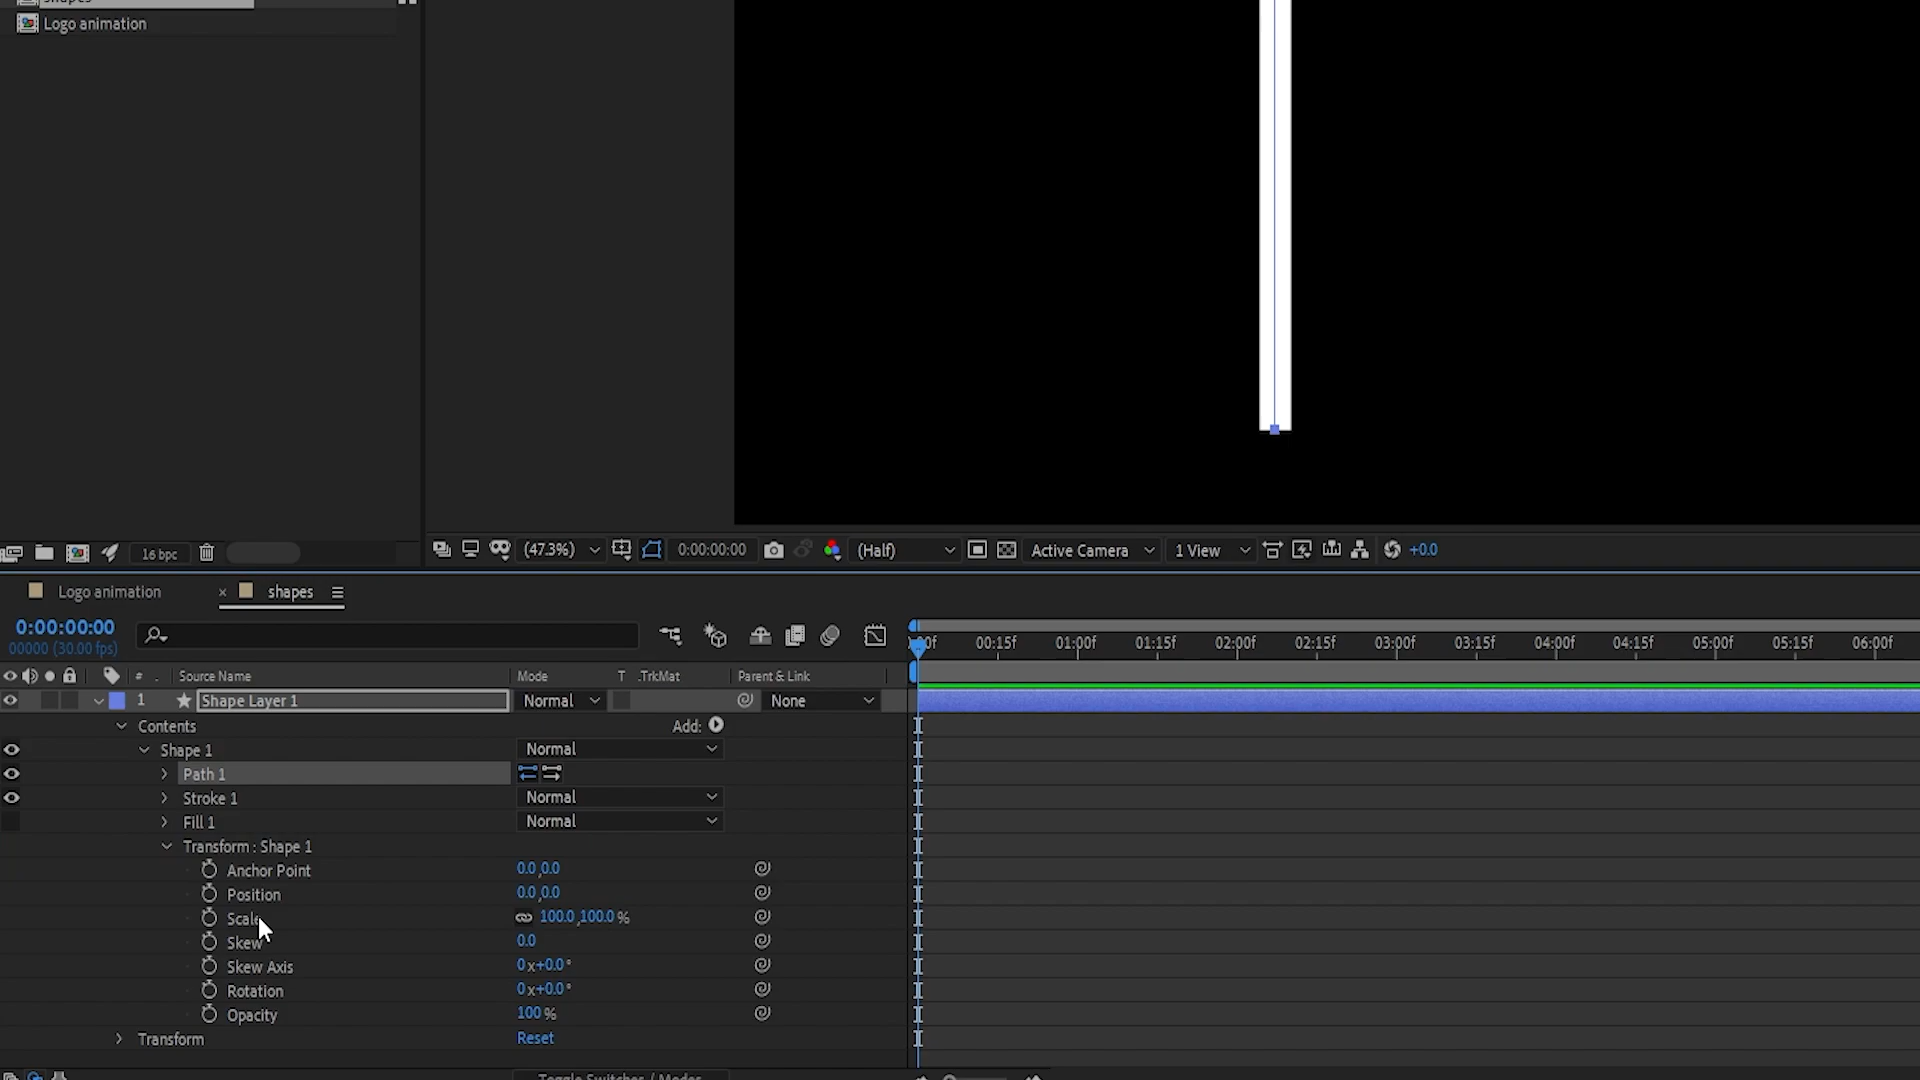 shapes
Logo animation
16 bpc
(47.3%)
0:00:00:00
(Half)
Active Camera
1 View
+0.0
Logo animation
× shapes
0:00:00:00
00000 (30.00 fps)
00:15f 01:00f 01:15f 02:00f 02:15f 03:00f 03:15f 04:00f 04:15f 05:00f 05:15f 06:00f
# . Source Name Mode T .TrkMat Parent & Link
1 Shape Layer 1 Normal None
Contents Add:
Shape 1 Normal
Path 1
Stroke 1 Normal
Fill 1 Normal
Transform : Shape 1
Anchor Point 0.0,0.0
Position 0.0,0.0
Scale 100.0,100.0 %
Skew 0.0
Skew Axis 0x+0.0°
Rotation 0x+0.0°
Opacity 100 %
Transform Reset
Toggle Switches / Modes